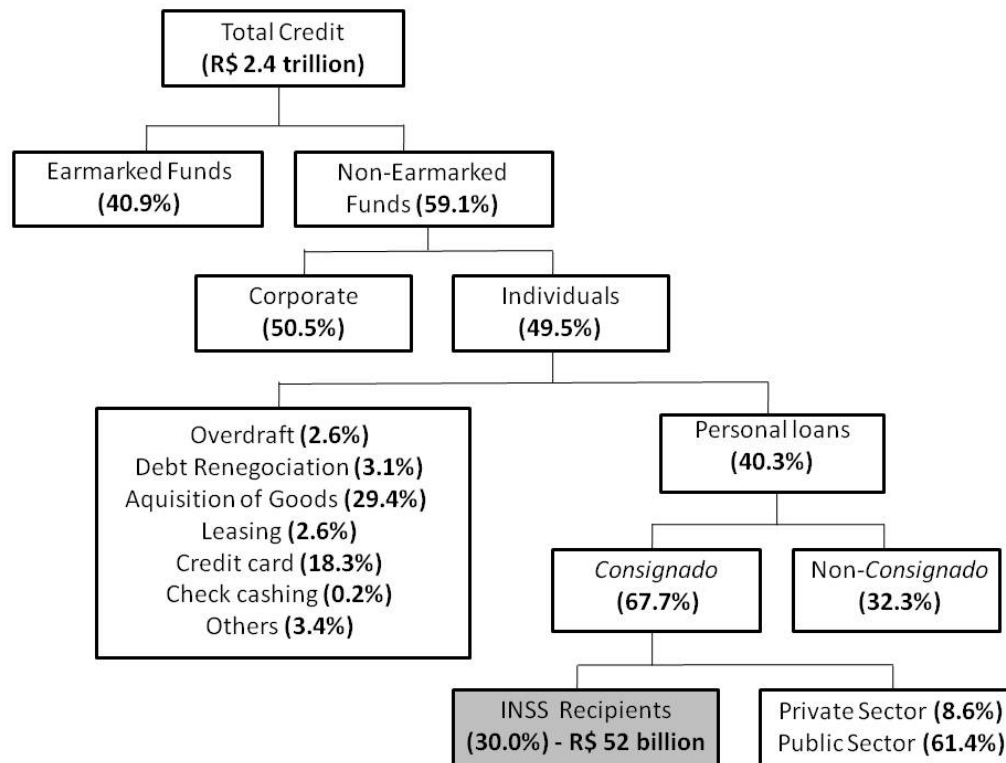 Total Credit
(R$ 2.4 trillion)
Earmarked Funds
(40.9%)
Non-Earmarked
Funds (59.1%)
Corporate
(50.5%)
Individuals
(49.5%)
Overdraft (2.6%)
Debt Renegociation (3.1%)
Aquisition of Goods (29.4%)
Leasing (2.6%)
Credit card (18.3%)
Check cashing (0.2%)
Others (3.4%)
Personal loans
(40.3%)
Consignado
(67.7%)
Non-Consignado
(32.3%)
INSS Recipients
(30.0%) - R$ 52 billion
Private Sector (8.6%)
Public Sector (61.4%)